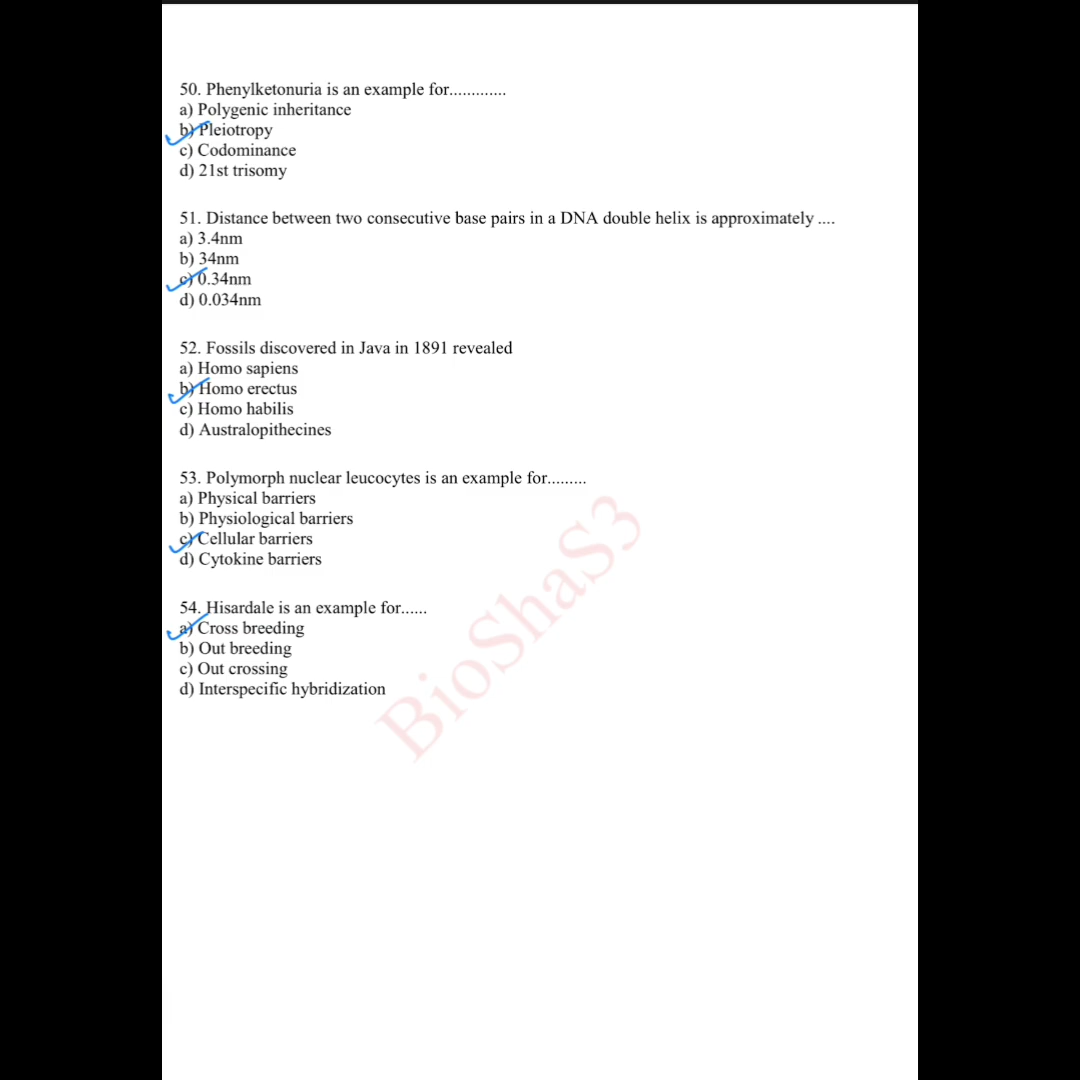 50. Phenylketonuria is an example for.............
a) Polygenic inheritance
b) Pleiotropy
c) Codominance
d) 21st trisomy
51. Distance between two consecutive base pairs in a DNA double helix is approximately ....
a) 3.4nm
b) 34nm
c) 0.34nm
d) 0.034nm
52. Fossils discovered in Java in 1891 revealed
a) Homo sapiens
b) Homo erectus
c) Homo habilis
d) Australopithecines
53. Polymorph nuclear leucocytes is an example for.........
a) Physical barriers
b) Physiological barriers
c) Cellular barriers
d) Cytokine barriers
54. Hisardale is an example for......
a) Cross breeding
b) Out breeding
c) Out crossing
d) Interspecific hybridization
BioShaS3